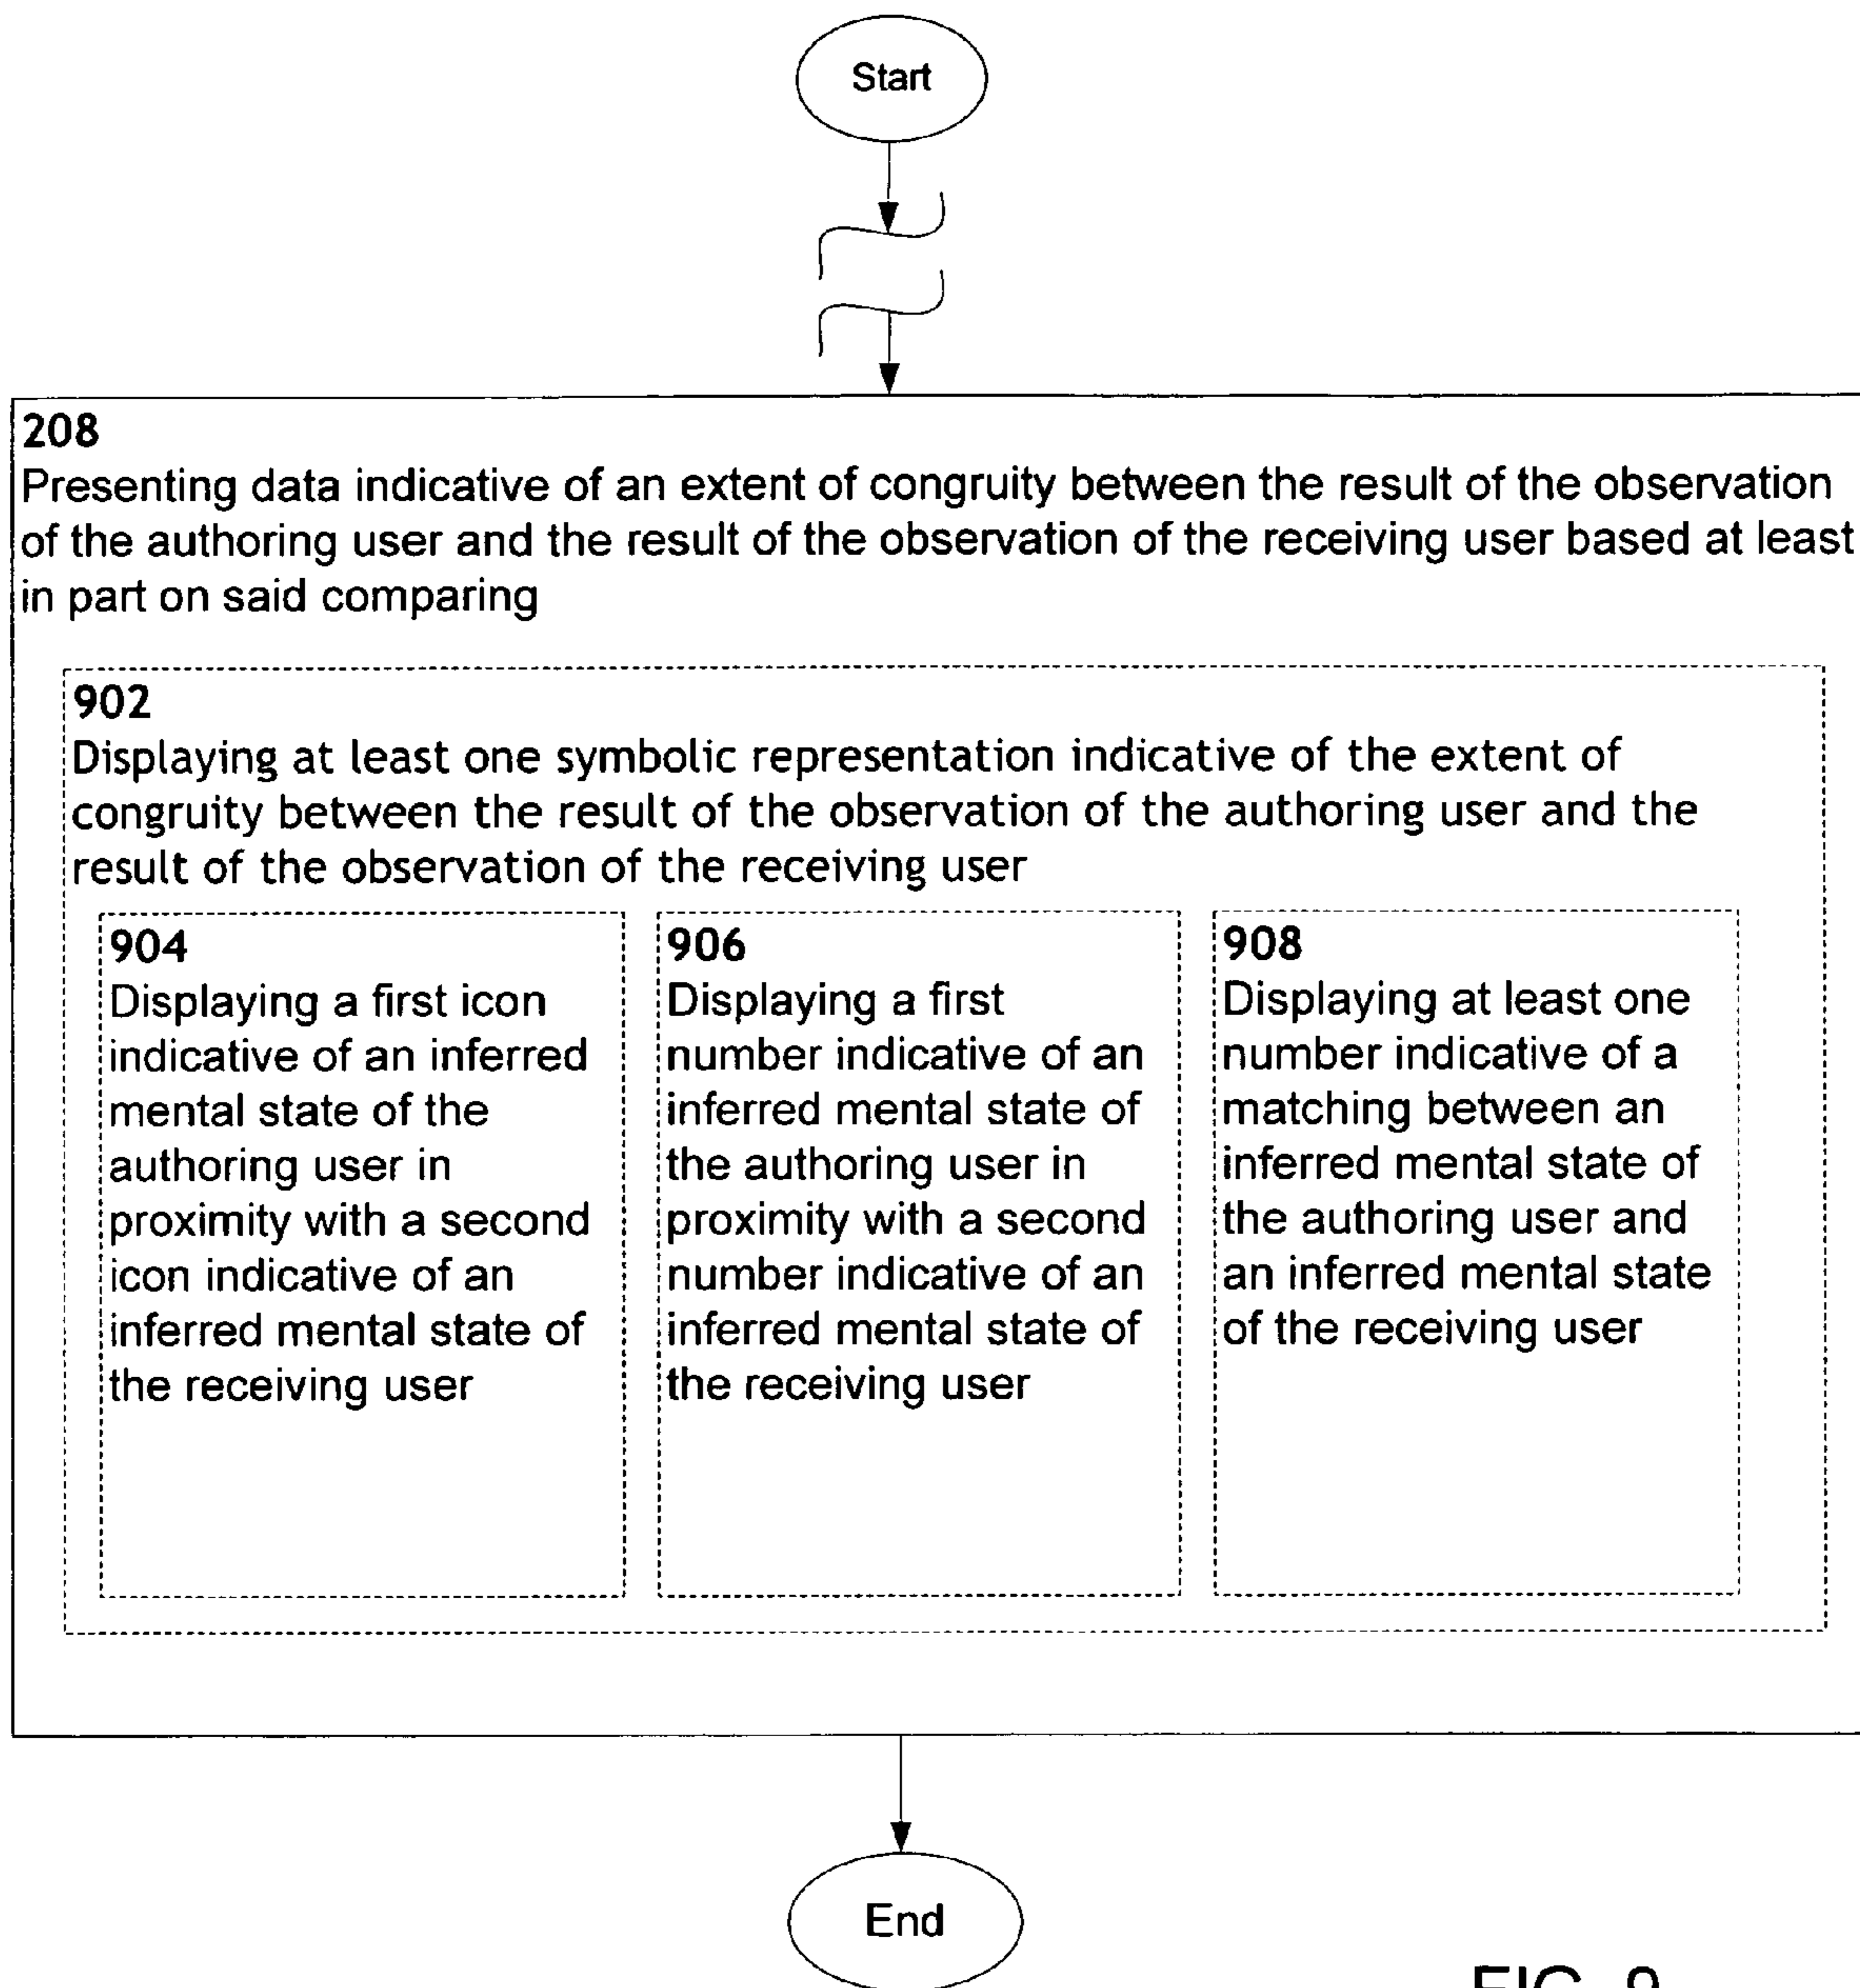 Start
208
Presenting data indicative of an extent of congruity between the result of the observation
of the authoring user and the result of the observation of the receiving user based at least
in part on said comparing
902
Displaying at least one symbolic representation indicative of the extent of
congruity between the result of the observation of the authoring user and the
result of the observation of the receiving user
904
Displaying a first icon
indicative of an inferred
mental state of the
authoring user in
proximity with a second
icon indicative of an
inferred mental state of
the receiving user
906
Displaying a first
number indicative of an
inferred mental state of
the authoring user in
proximity with a second
number indicative of an
inferred mental state of
the receiving user
908
Displaying at least one
number indicative of a
matching between an
inferred mental state of
the authoring user and
an inferred mental state
of the receiving user
End
FIG. 9